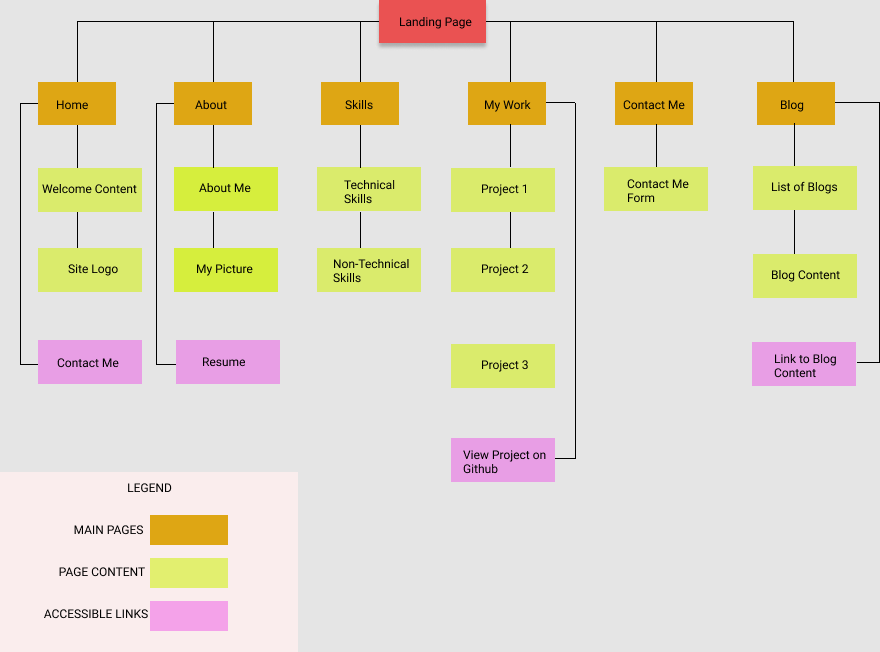 Landing Page
Home
About
Skills
My Work
Contact Me
Blog
Welcome Content
About Me
Technical
Skills
Project 1
Contact Me
Form
List of Blogs
Site Logo
My Picture
Non-Technical
Skills
Project 2
Blog Content
Contact Me
Resume
Project 3
Link to Blog
Content
View Project on
Github
LEGEND
MAIN PAGES
PAGE CONTENT
ACCESSIBLE LINKS